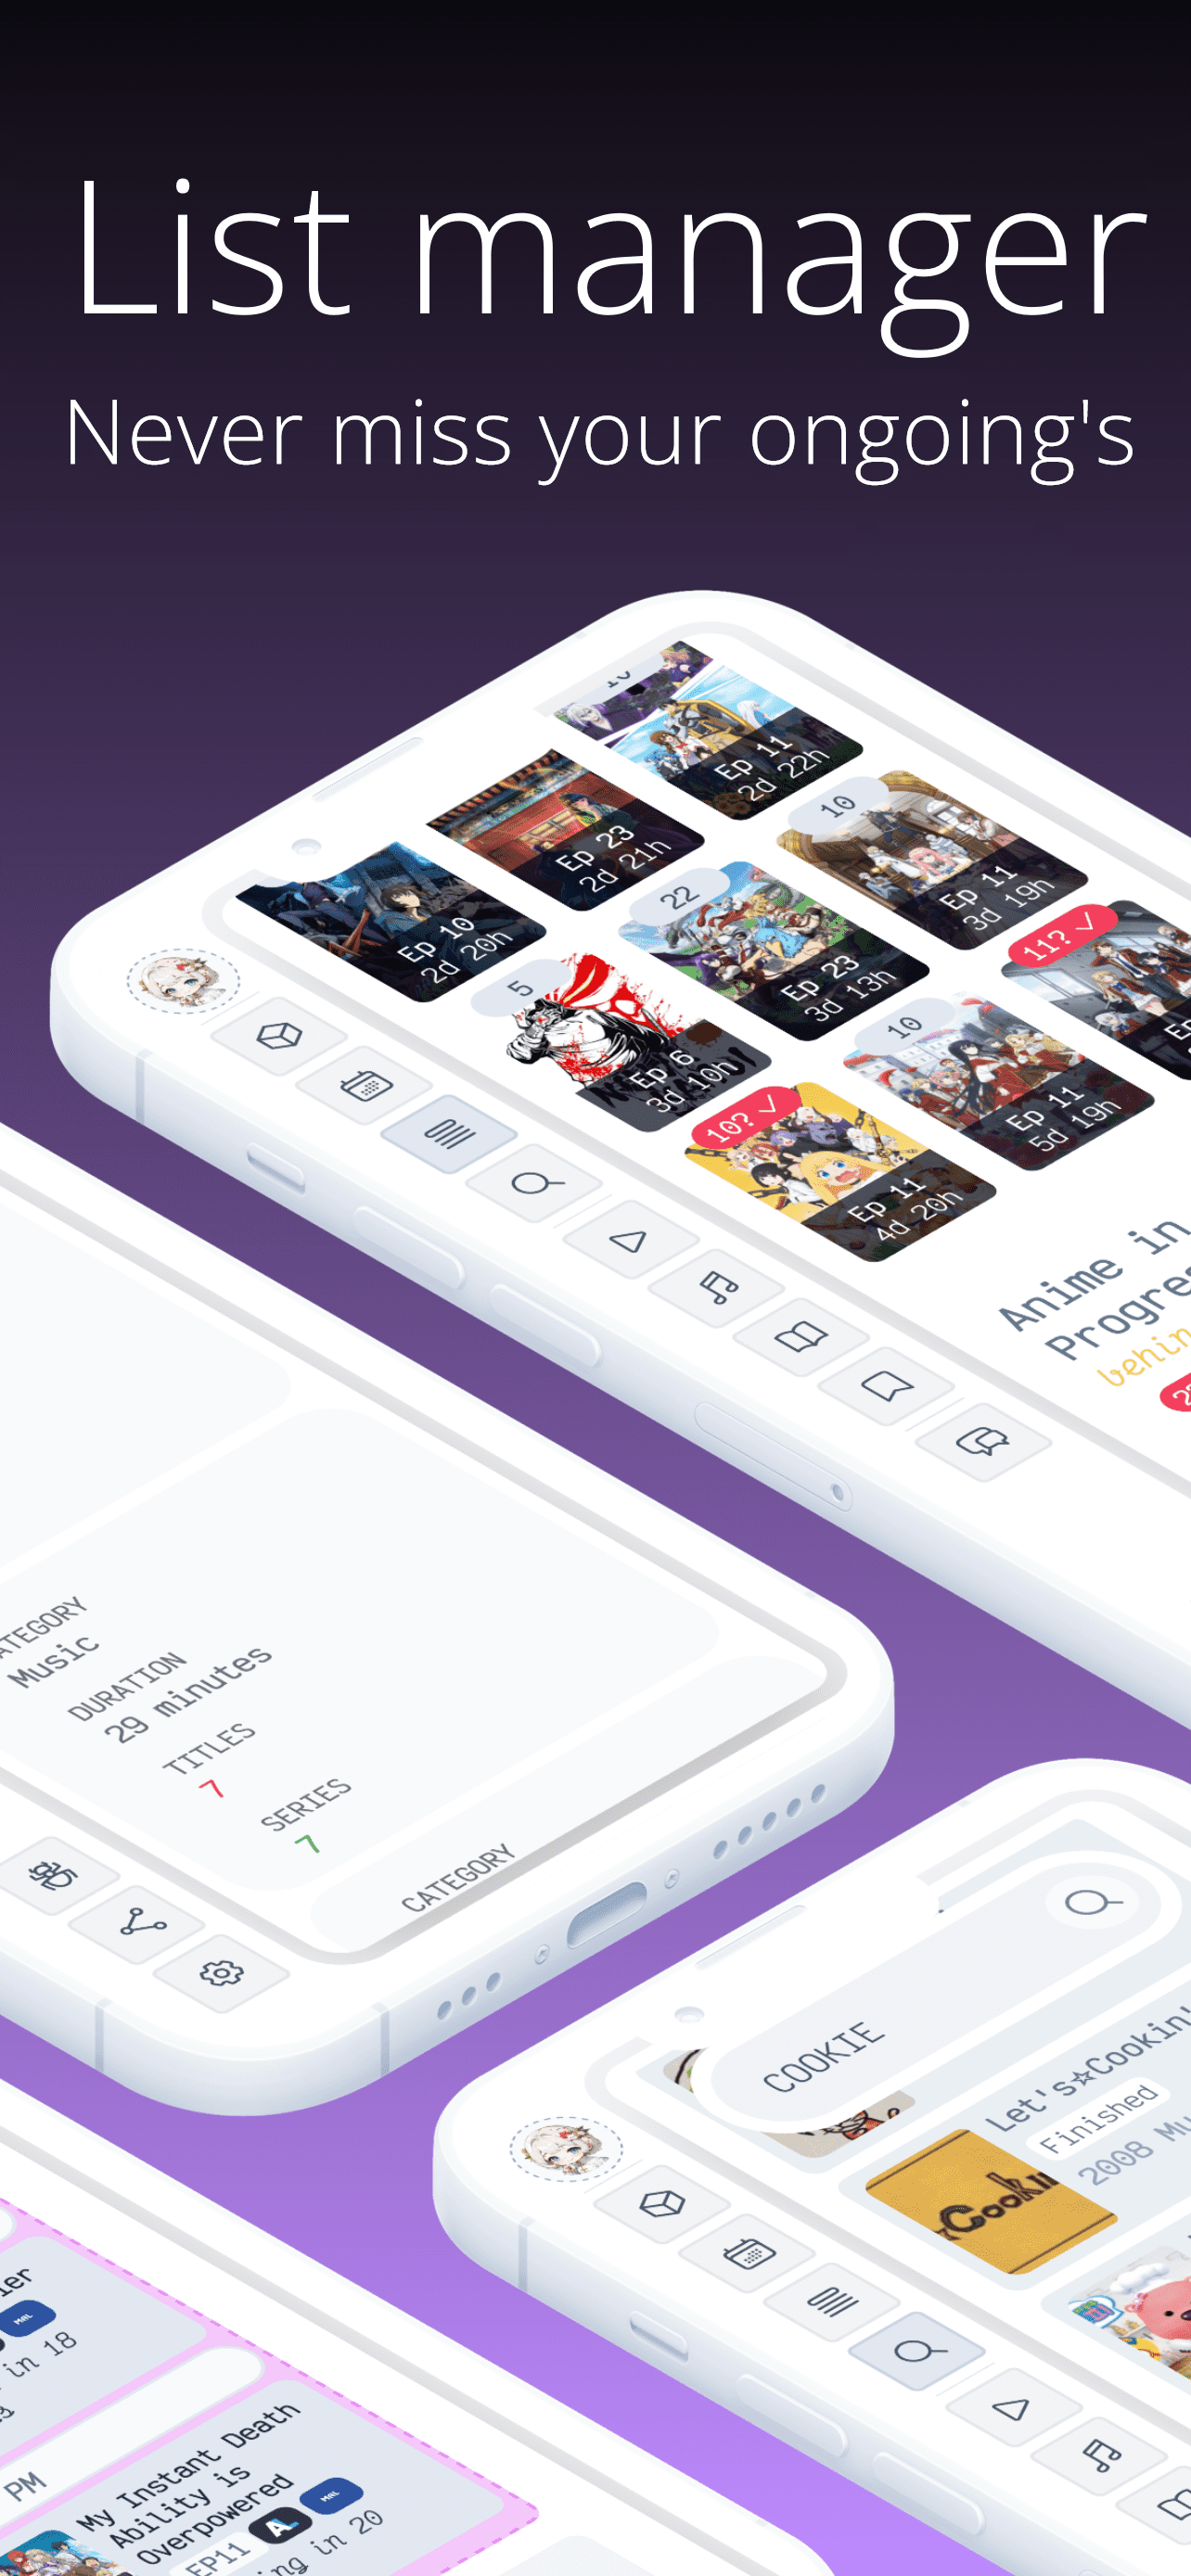 List manager
Never miss your ongoing's
10
Ep 11
2d 22h
Ep 23
2d 21h
Ep 10
2d 20h
10
Ep 11
3d 19h
22
Ep 23
3d 13h
5
Ep 6
3d 10h
11? ✓
10
Ep 11
5d 19h
10? ✓
Ep 11
4d 20h
Anime in
Progre
behin
ATEGORY
Music
DURATION
29 minutes
TITLES
7
SERIES
7
CATEGORY
COOKIE
Let's☆Cookin
Finished
2008 Mu
Cookin
ier
MAL
in 18
PM
My Instant Death
Ability is
Overpowered
EP11 AL MAL
ng in 20